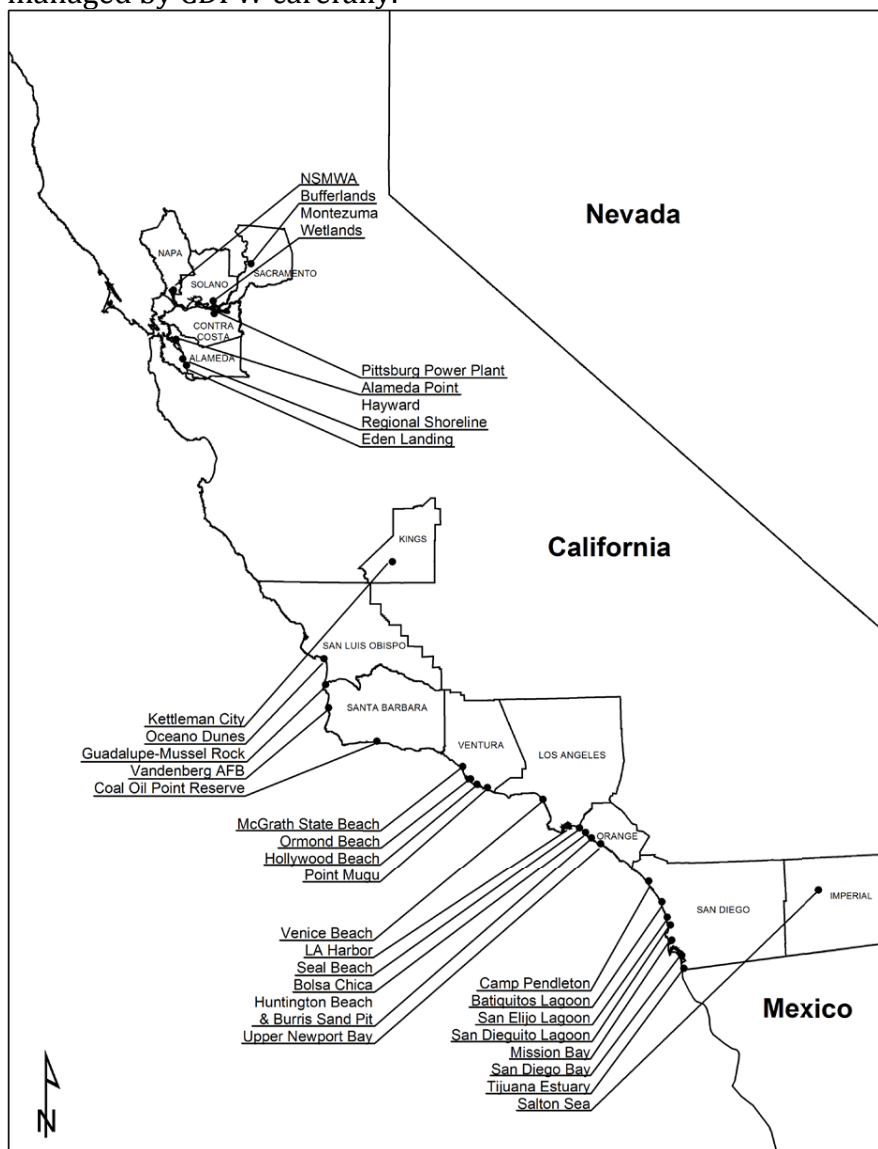 managed by CDFW carefully.
NSMWA
Bufferlands
Montezuma
Wetlands
Nevada
NAPA
SOLANO
SACRAMENTO
CONTRA
COSTA
ALAMEDA
Pittsburg Power Plant
Alameda Point
Hayward
Regional Shoreline
Eden Landing
KINGS
California
SAN LUIS OBISPO
SANTA BARBARA
Kettleman City
Oceano Dunes
Guadalupe-Mussel Rock
Vandenberg AFB
Coal Oil Point Reserve
VENTURA
LOS ANGELES
McGrath State Beach
Ormond Beach
Hollywood Beach
Point Mugu
ORANGE
SAN DIEGO
IMPERIAL
Venice Beach
LA Harbor
Seal Beach
Bolsa Chica
Huntington Beach
& Burris Sand Pit
Upper Newport Bay
Camp Pendleton
Batiquitos Lagoon
San Elijo Lagoon
San Dieguito Lagoon
Mission Bay
San Diego Bay
Tijuana Estuary
Salton Sea
Mexico
N